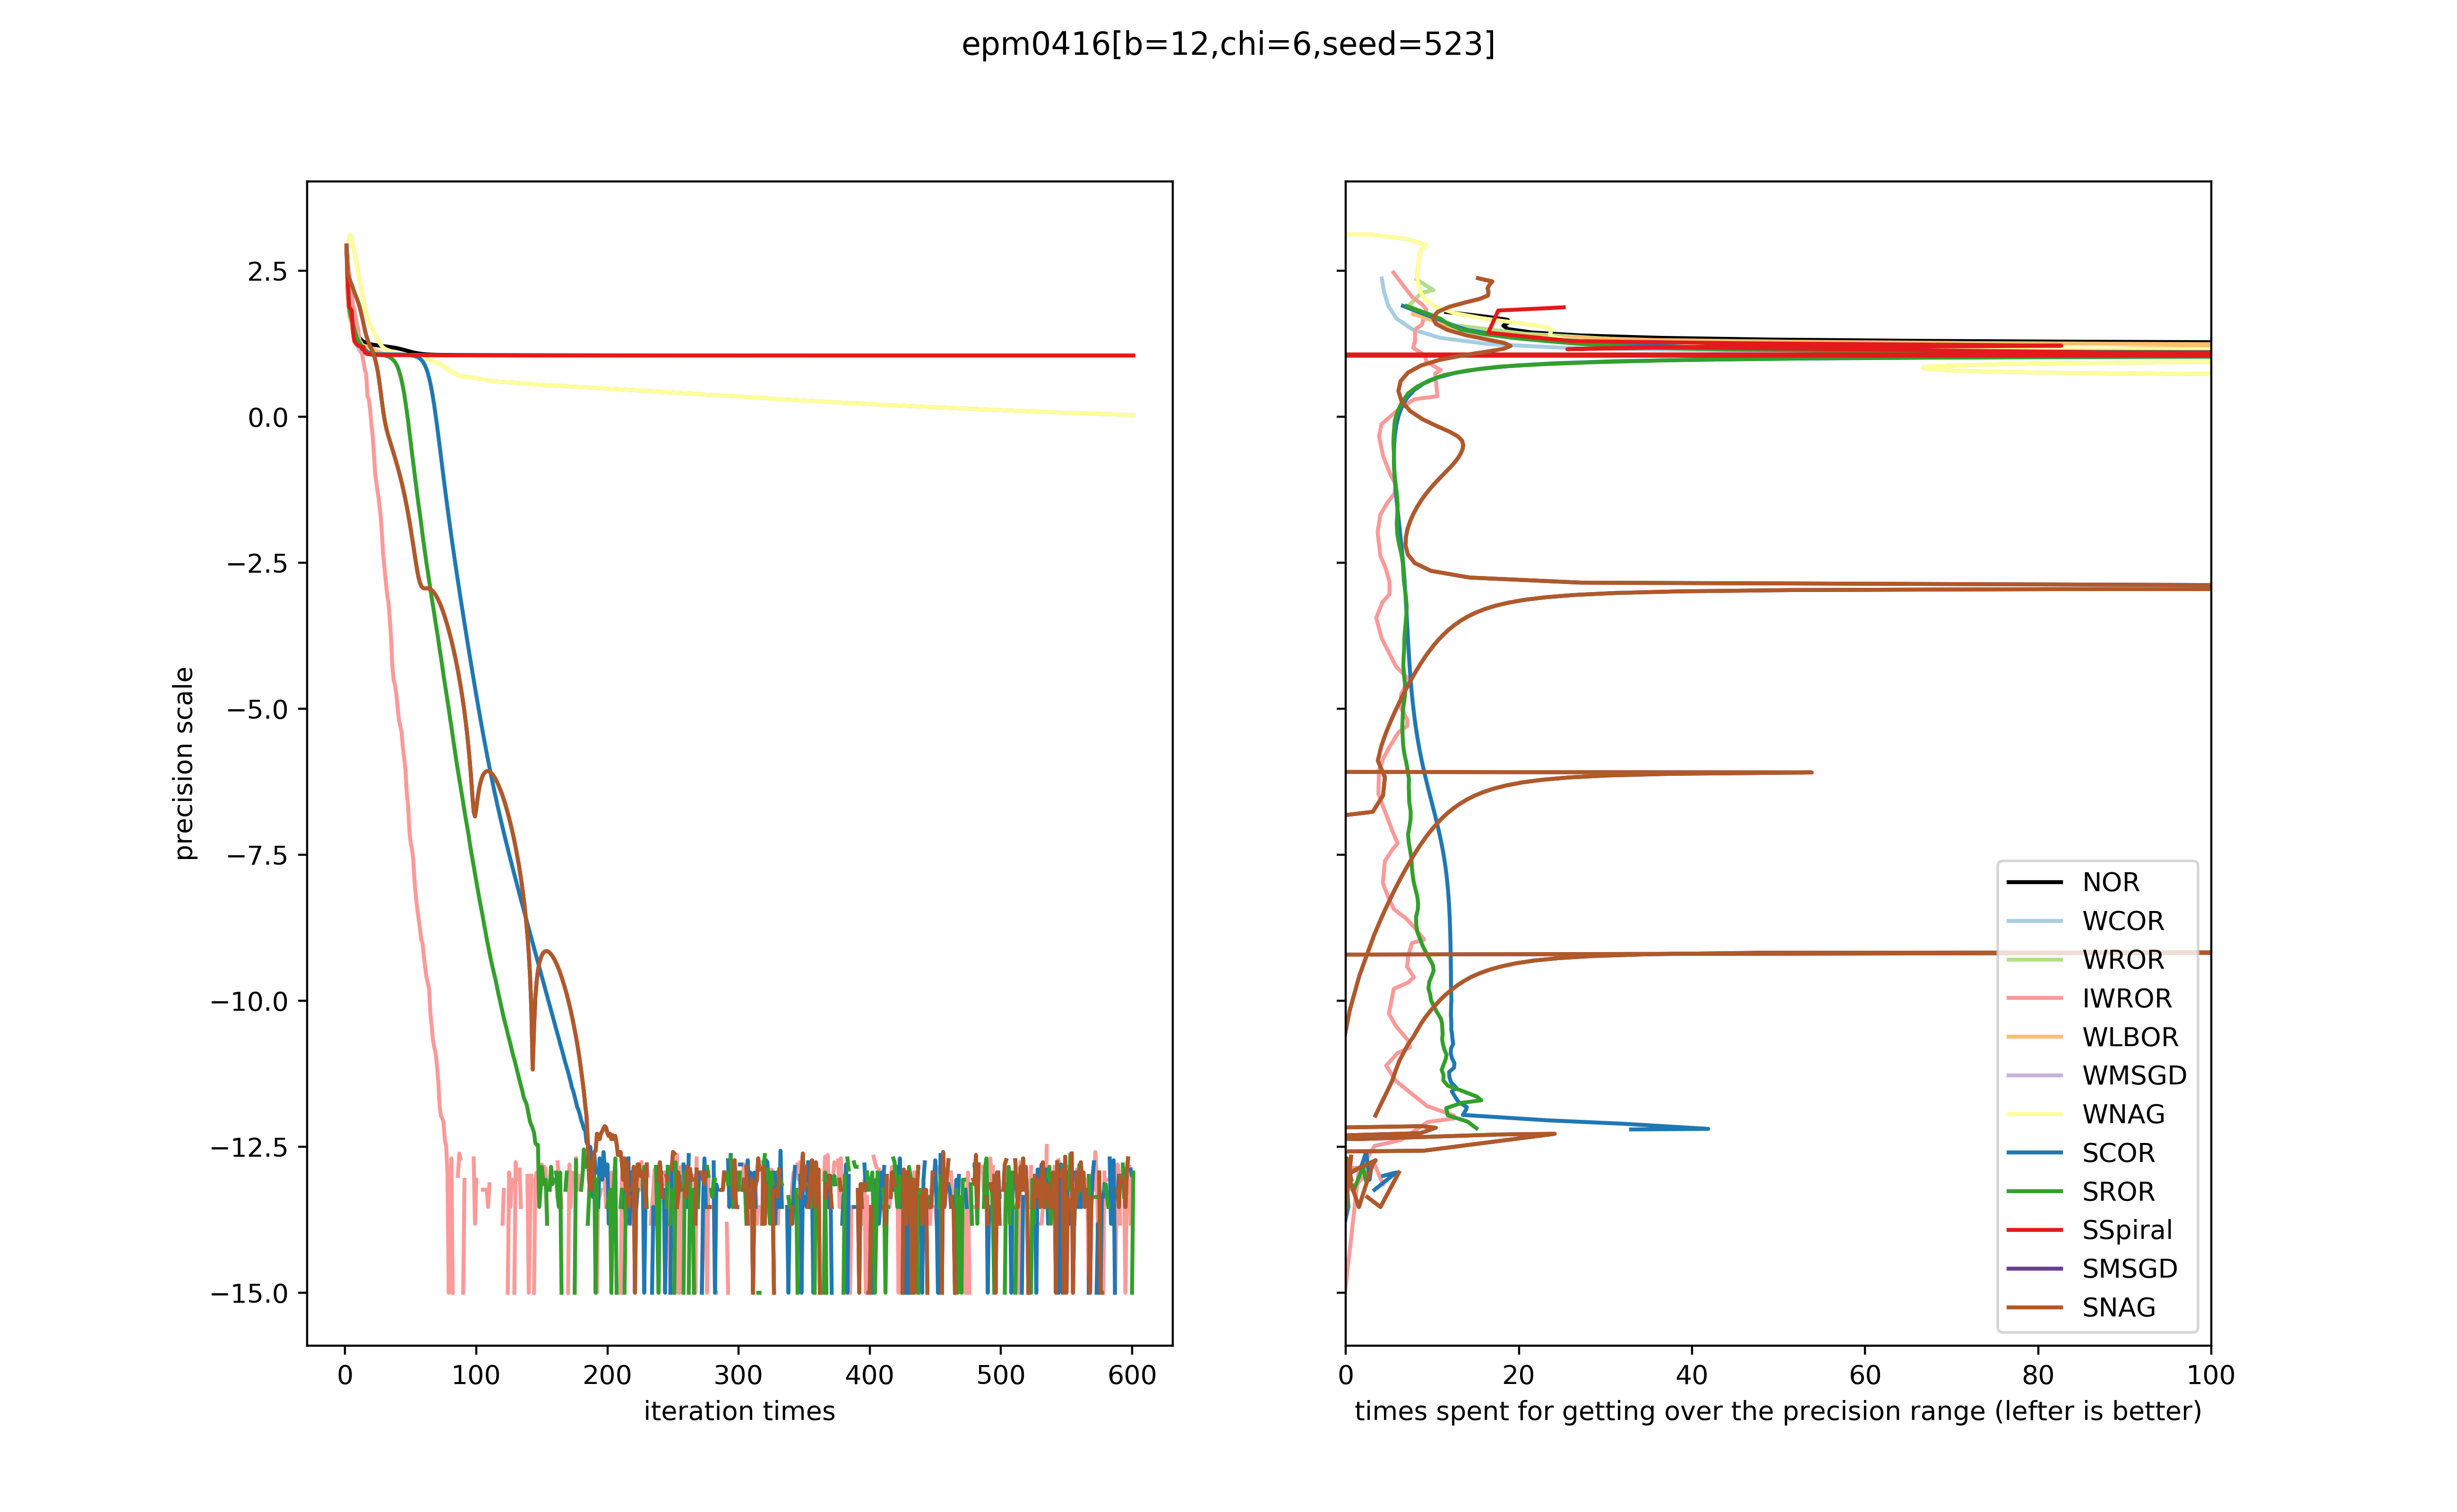 epm0416[b=12,chi=6,seed=523]
precision scale
2.5
0.0
−2.5
−5.0
−7.5
−10.0
−12.5
−15.0
0 100 200 300 400 500 600
iteration times
0 20 40 60 80 100
times spent for getting over the precision range (lefter is better)
NOR
WCOR
WROR
IWROR
WLBOR
WMSGD
WNAG
SCOR
SROR
SSpiral
SMSGD
SNAG